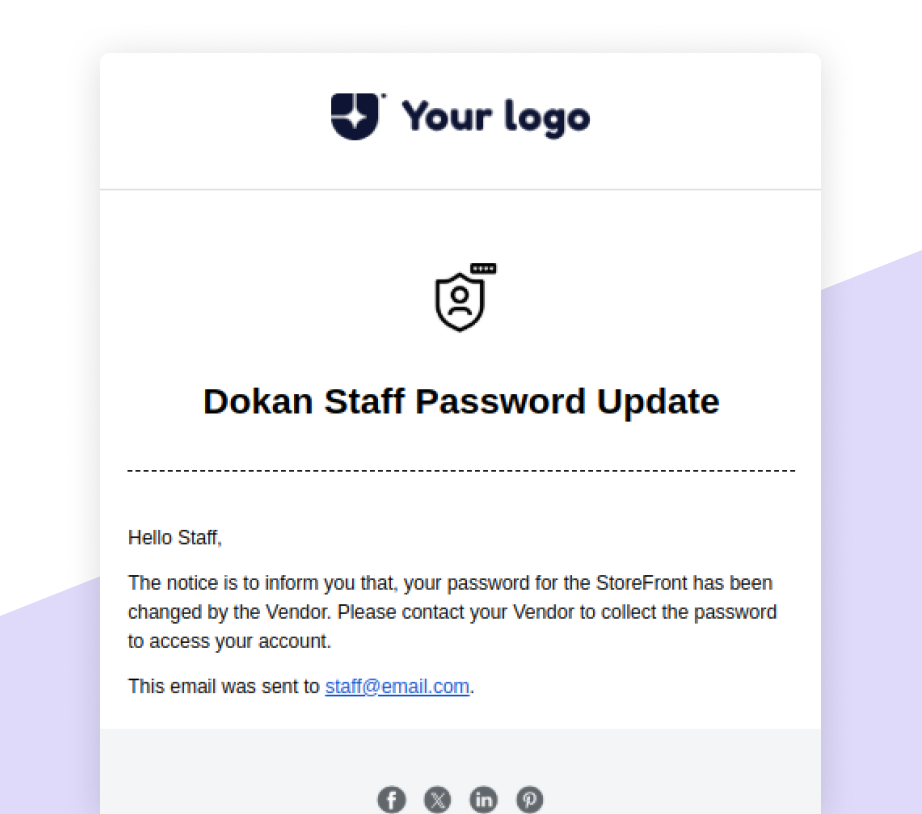 Your logo
Dokan Staff Password Update
Hello Staff,
The notice is to inform you that, your password for the StoreFront has been
changed by the Vendor. Please contact your Vendor to collect the password
to access your account.
This email was sent to staff@email.com.